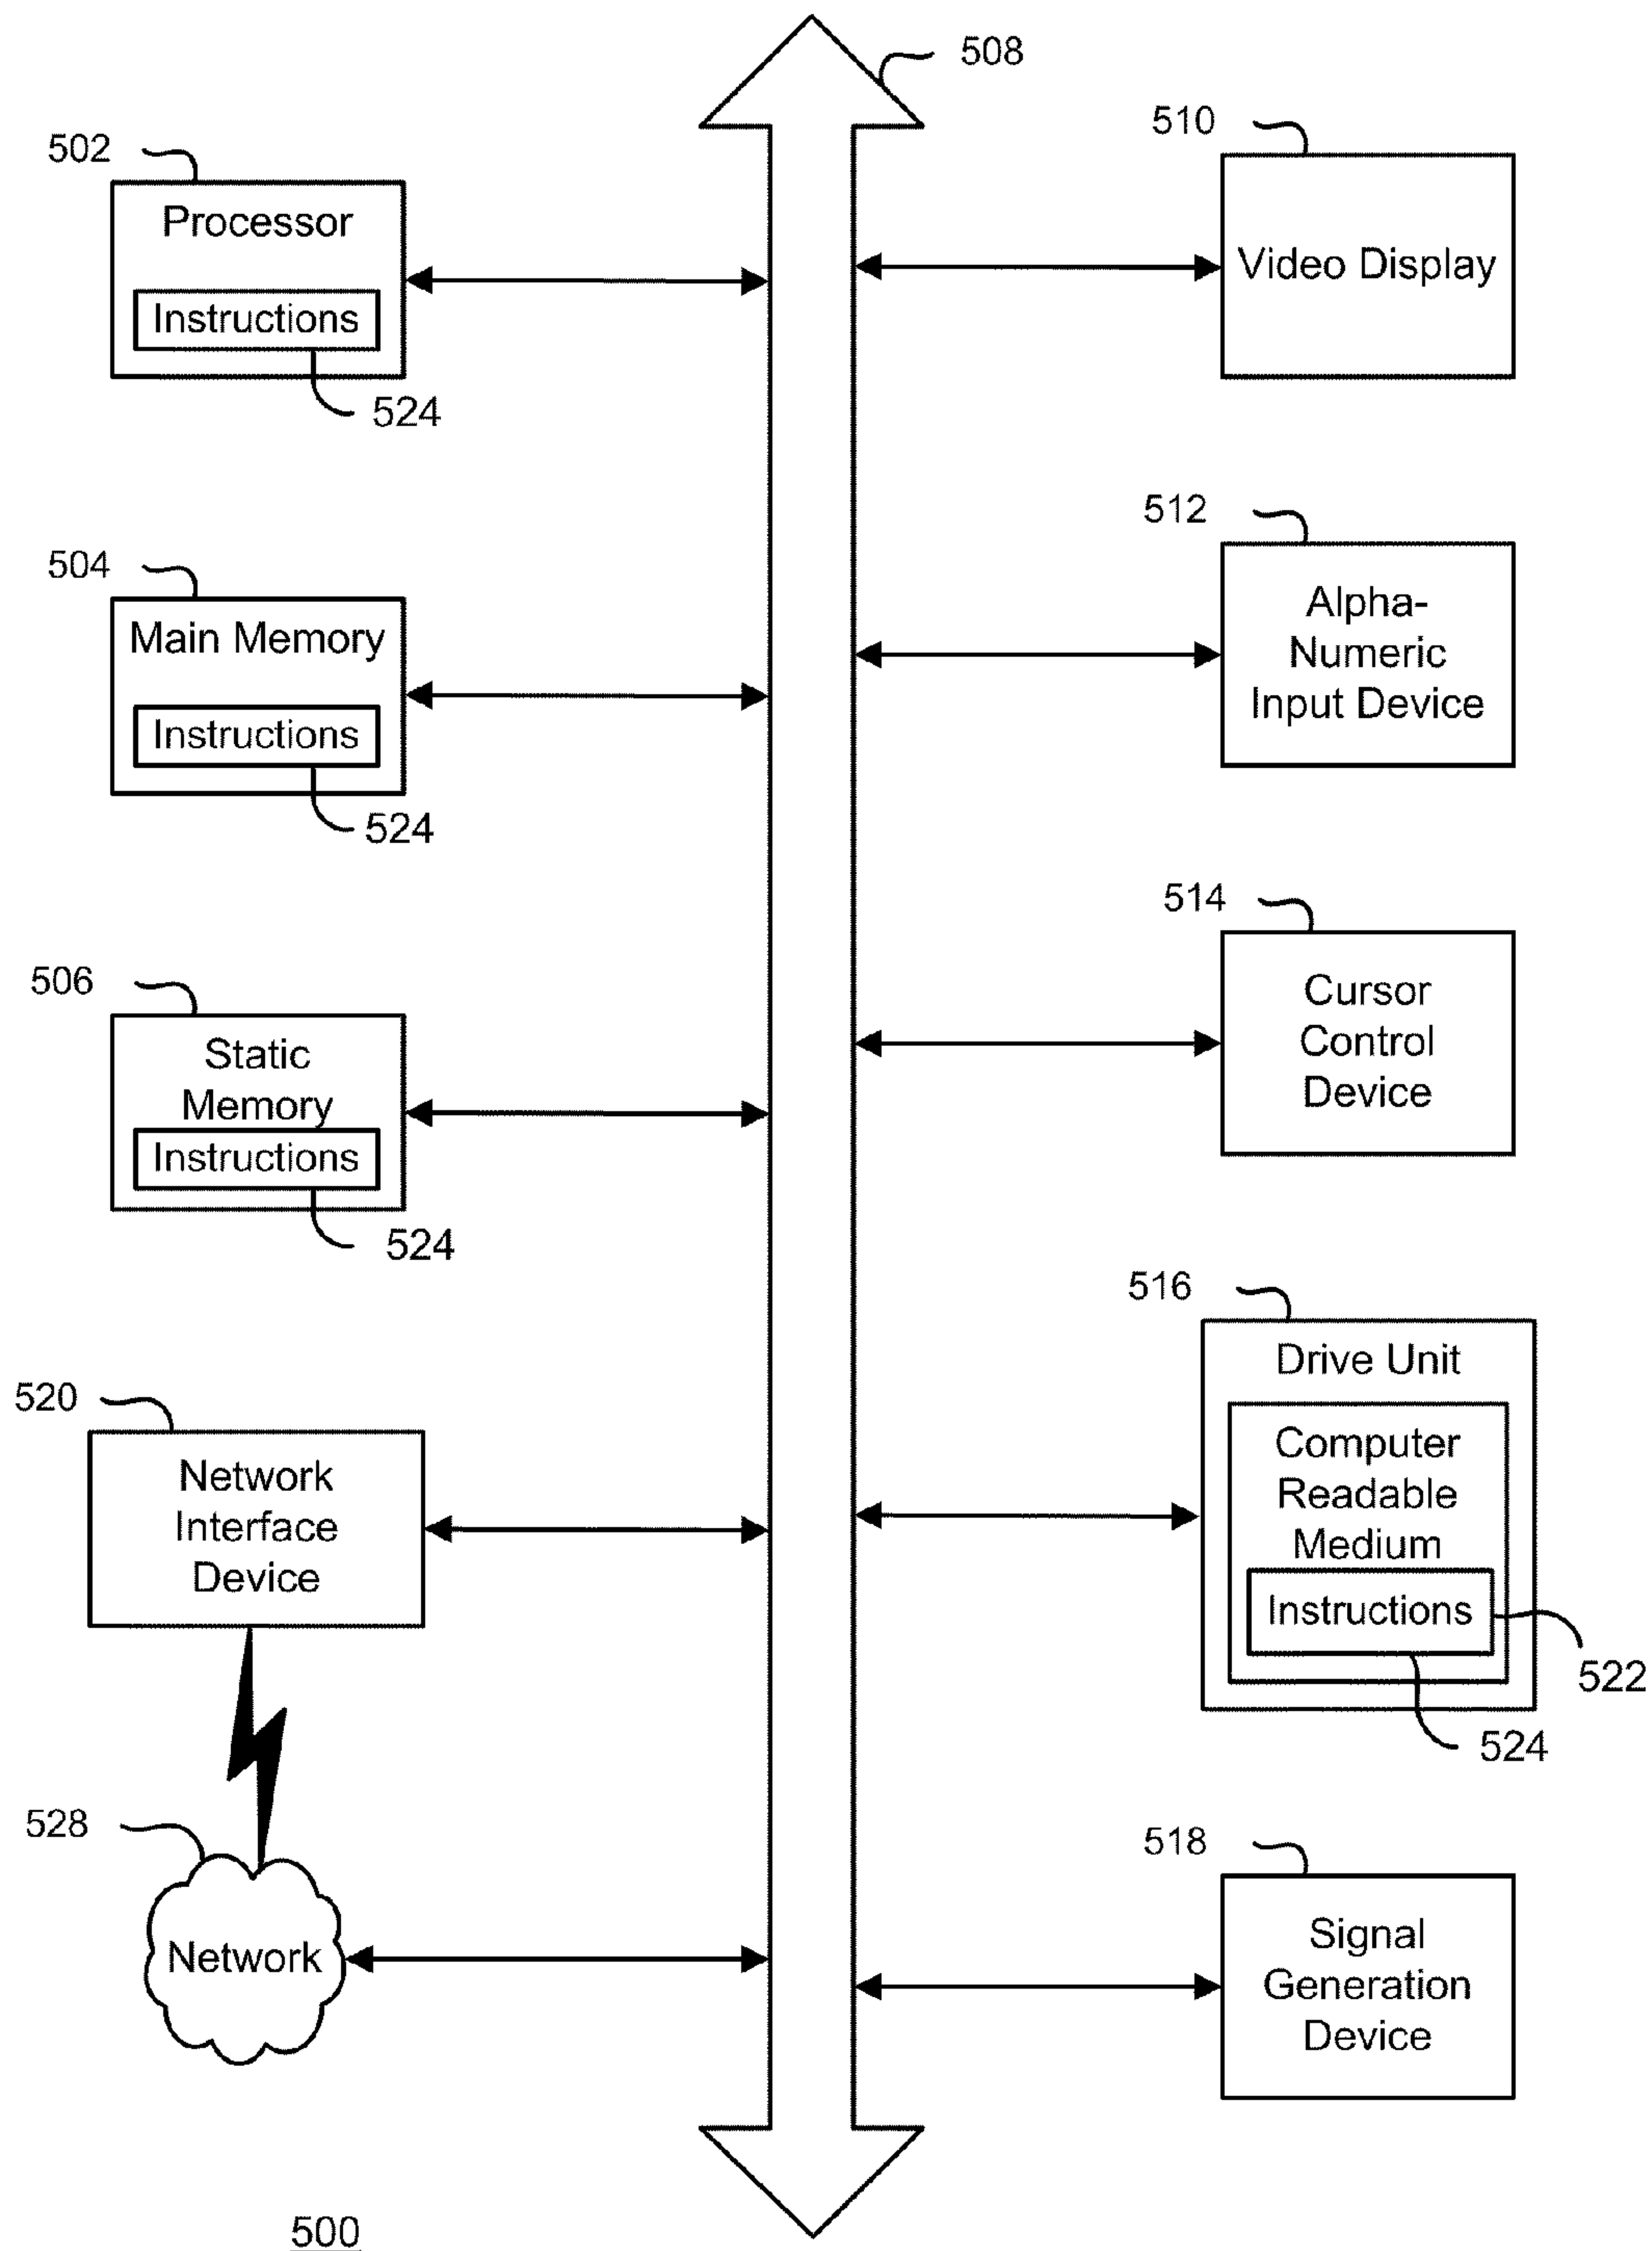 508
502
Processor
Instructions
524
510
Video Display
504
Main Memory
Instructions
524
512
Alpha-
Numeric
Input Device
506
Static
Memory
Instructions
524
514
Cursor
Control
Device
520
Network
Interface
Device
516
Drive Unit
Computer
Readable
Medium
Instructions
522
524
528
Network
518
Signal
Generation
Device
500